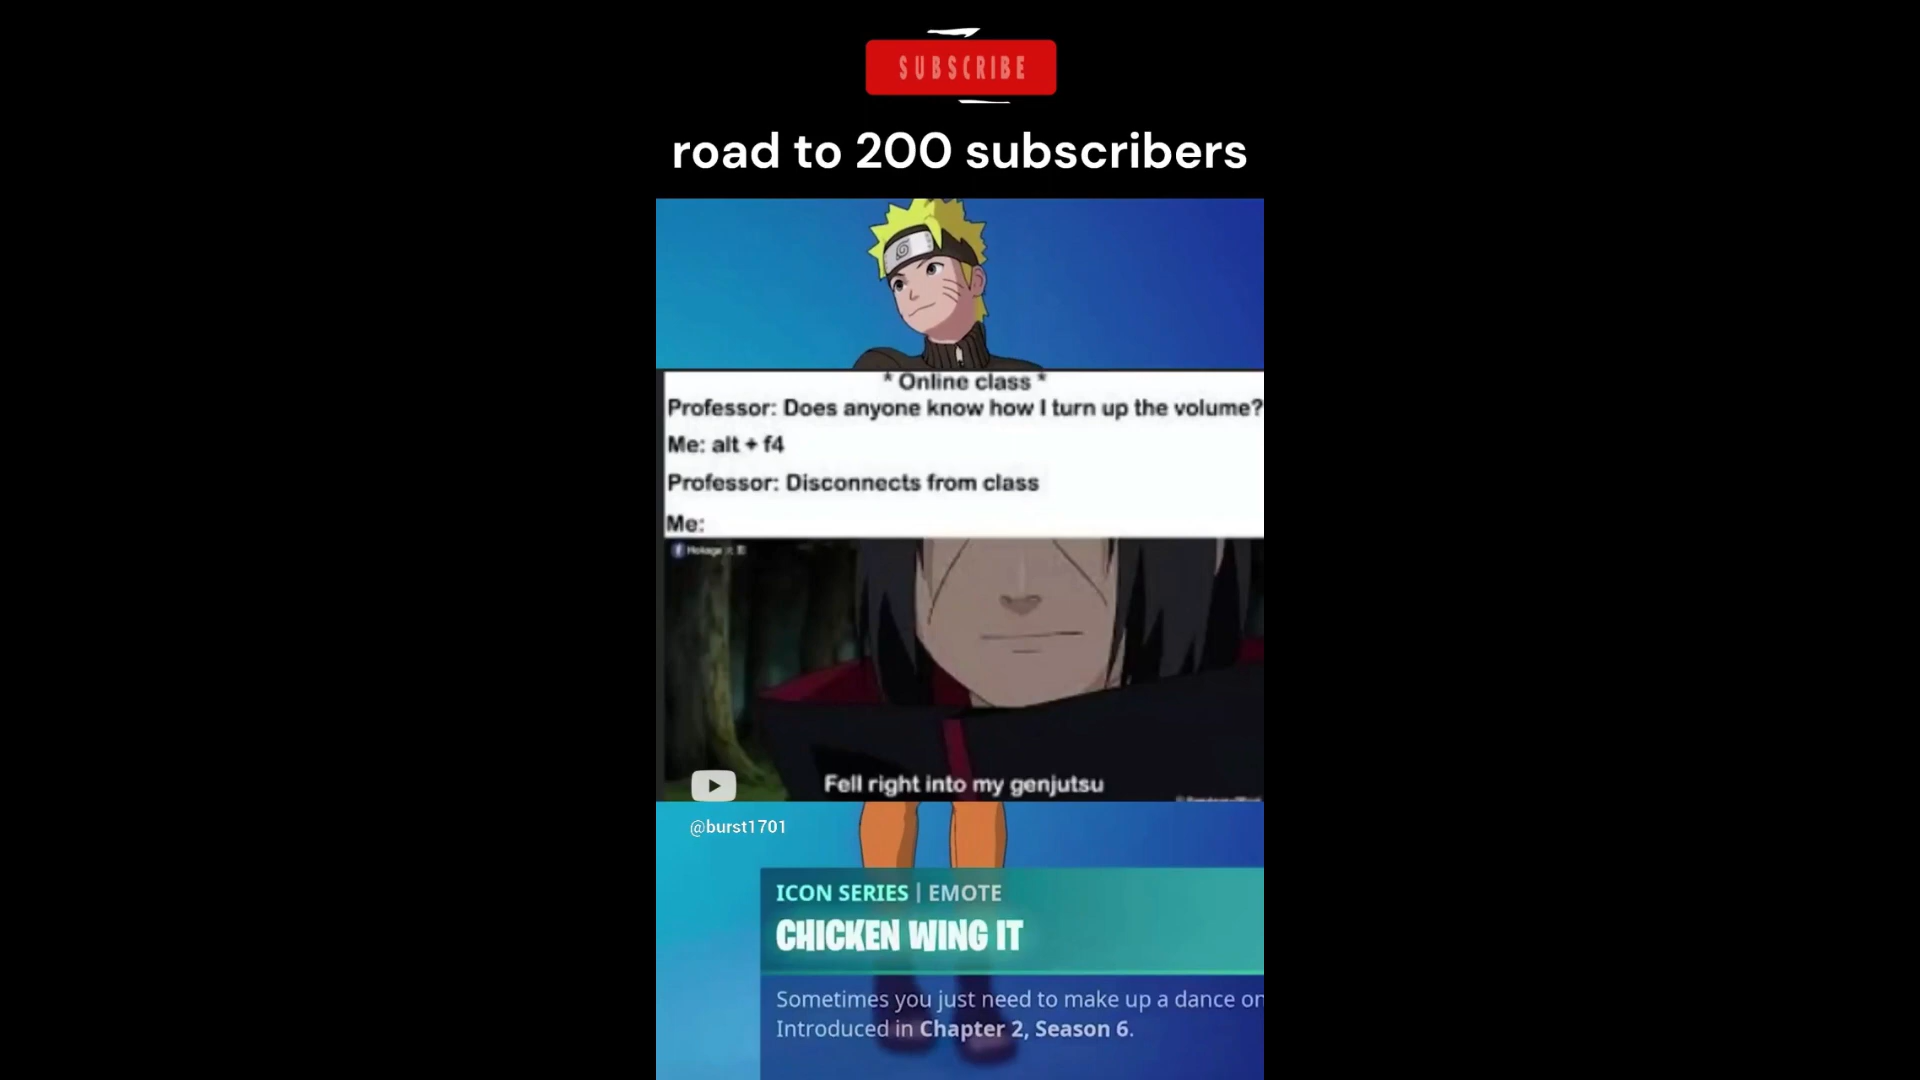 SUBSCRIBE
road to 200 subscribers
* Online class *
Professor: Does anyone know how I turn up the volume?
Me: alt + f4
Professor: Disconnects from class
Me:
Hokage
Fell right into my genjutsu
@burst1701
ICON SERIES | EMOTE
CHICKEN WING IT
Sometimes you just need to make up a dance on
Introduced in Chapter 2, Season 6.